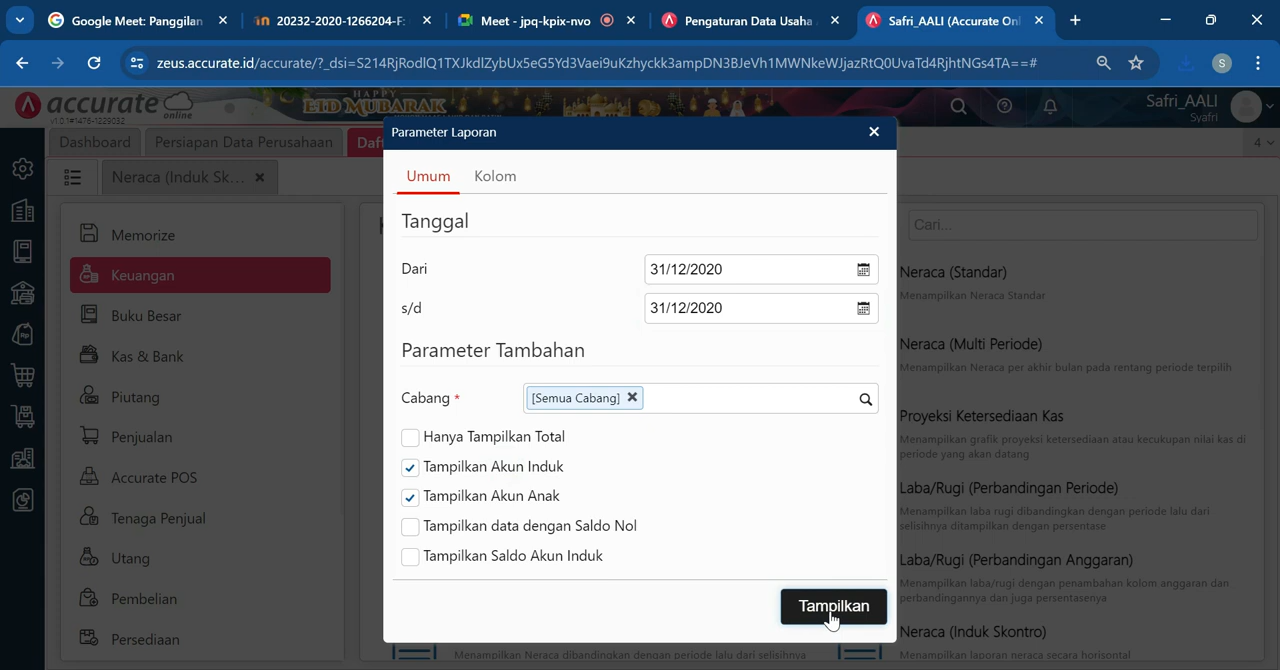 Google Meet: Panggilan
20232-2020-1266204-F:
Meet - jpq-kpix-nvo
Pengaturan Data Usaha
Safri_AALI (Accurate Onl
zeus.accurate.id/accurate/?_dsi=S214RjRodlQ1TXJkdlZybUx5eG5Yd3Vaei9uKzhyckk3ampDN3BJeVh1MWNkeWJjazRtQ0UvaTd4RjhtNGs4TA==#
S
accurate
online
v1.0.1#1476-1229032
HAPPY
EID MUBARAK
Safri_AALI
Syafri
Dashboard
Persiapan Data Perusahaan
Daft
4
Neraca (Induk Sk...
Memorize
Keuangan
Buku Besar
Kas & Bank
Piutang
Penjualan
Accurate POS
Tenaga Penjual
Utang
Pembelian
Persediaan
K
Parameter Laporan
Umum
Kolom
Tanggal
Dari
31/12/2020
s/d
31/12/2020
Parameter Tambahan
Cabang *
[Semua Cabang]
Hanya Tampilkan Total
Tampilkan Akun Induk
Tampilkan Akun Anak
Tampilkan data dengan Saldo Nol
Tampilkan Saldo Akun Induk
Tampilkan
Menampilkan Neraca dibandingkan dengan periode lalu dari selisihnya
Cari...
Neraca (Standar)
Menampilkan Neraca Standar
Neraca (Multi Periode)
Menampilkan Neraca per akhir bulan pada rentang periode terpilih
Proyeksi Ketersediaan Kas
Menampilkan grafik proyeksi ketersediaan atau kecukupan nilai kas di
periode yang akan datang
Laba/Rugi (Perbandingan Periode)
Menampilkan laba rugi dibandingkan dengan periode lalu dari
selisihnya ditampilkan dengan persentase
Laba/Rugi (Perbandingan Anggaran)
Menampilkan laba/rugi dengan penambahan kolom anggaran dan
perbandingannya dan juga persentasenya
Neraca (Induk Skontro)
Menampilkan laporan neraca secara horisontal